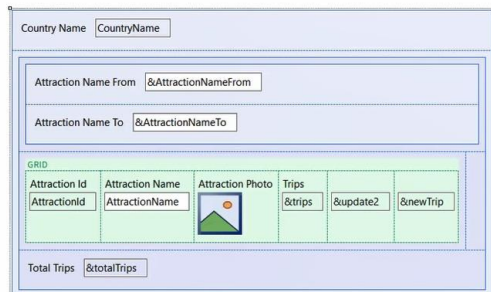 Country Name CountryName
Attraction Name From &AttractionNameFrom
Attraction Name To &AttractionNameTo
GRID
Attraction Id Attraction Name Attraction Photo Trips
AttractionId AttractionName &trips &update2 &newTrip
Total Trips &totalTrips